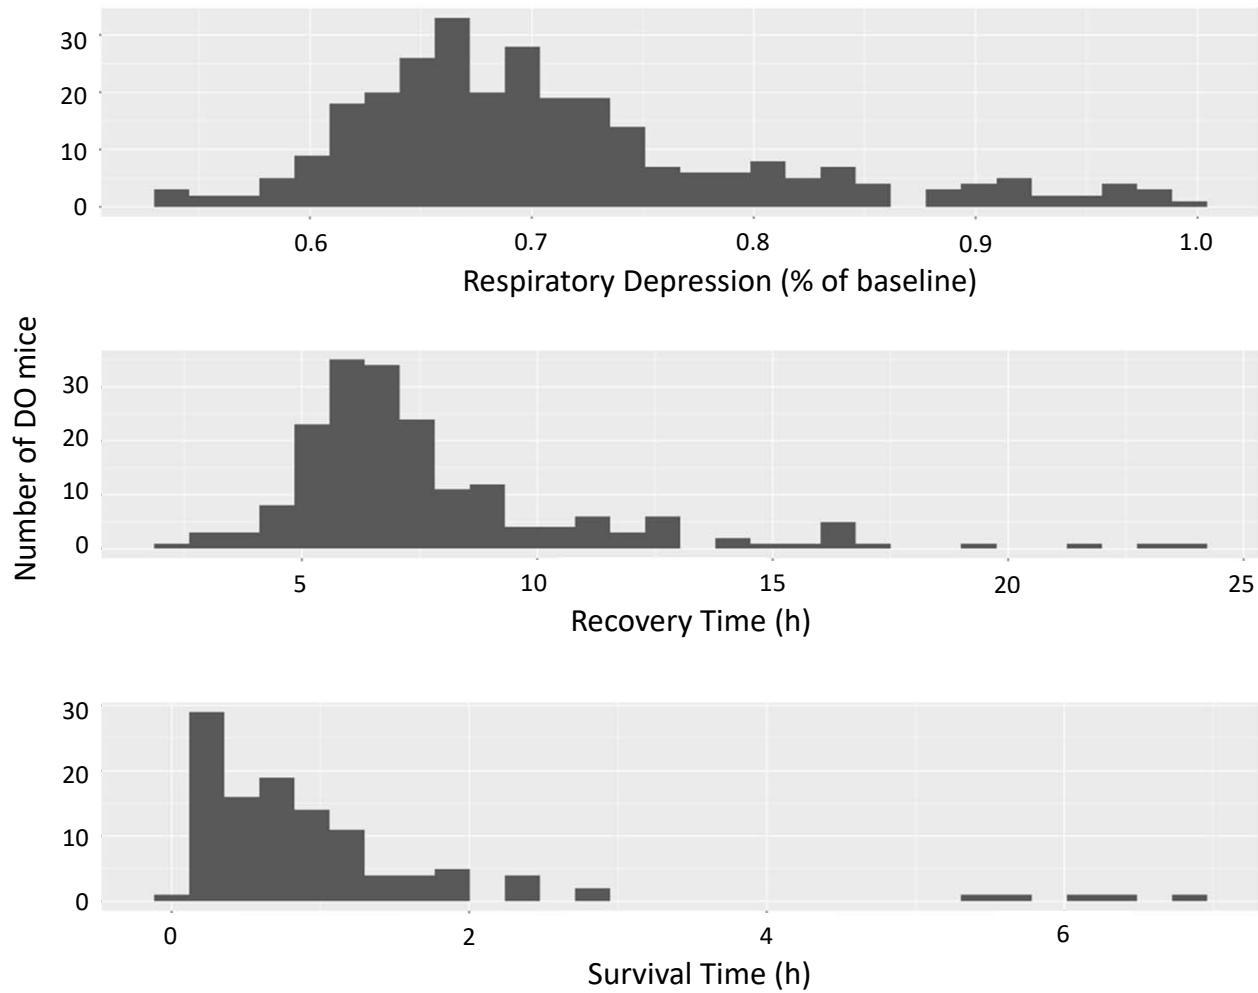 Number of DO mice
30
20
10
0
0.6 0.7 0.8 0.9 1.0
Respiratory Depression (% of baseline)
30
20
10
0
5 10 15 20 25
Recovery Time (h)
30
20
10
0
0 2 4 6
Survival Time (h)